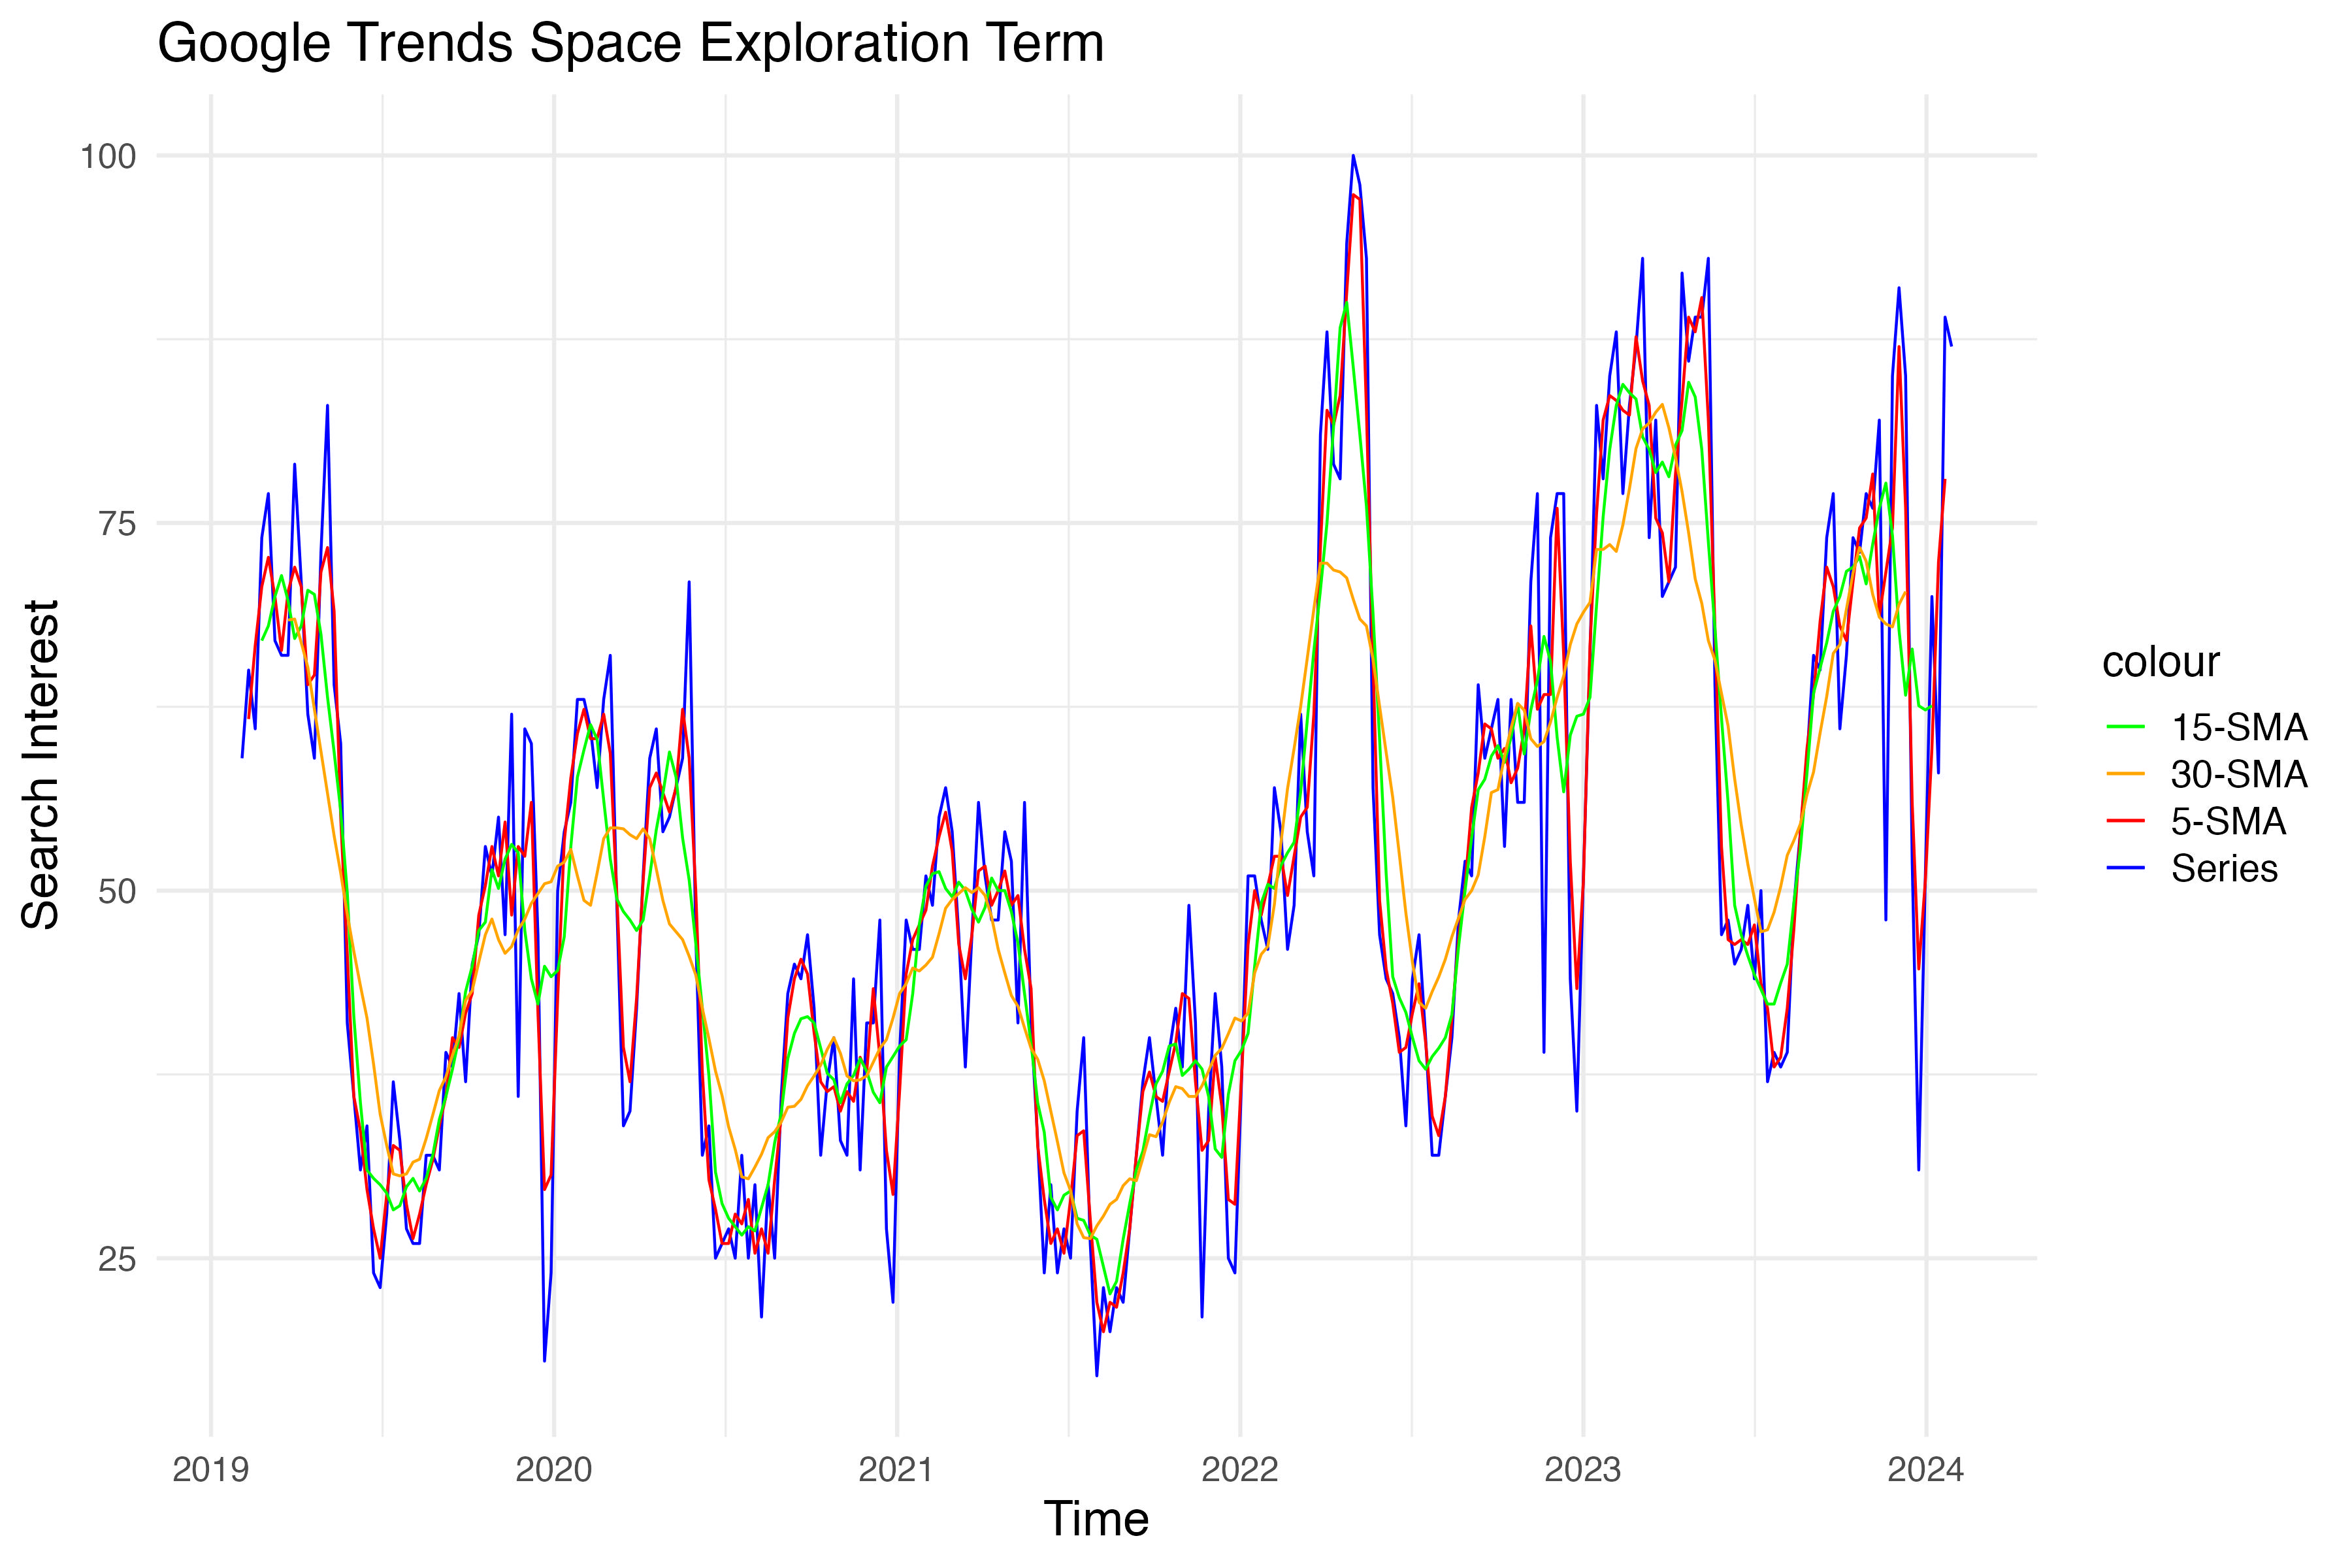 Google Trends Space Exploration Term
Search Interest
100
75
50
25
2019
2020
2021
2022
2023
2024
Time
colour
15-SMA
30-SMA
5-SMA
Series